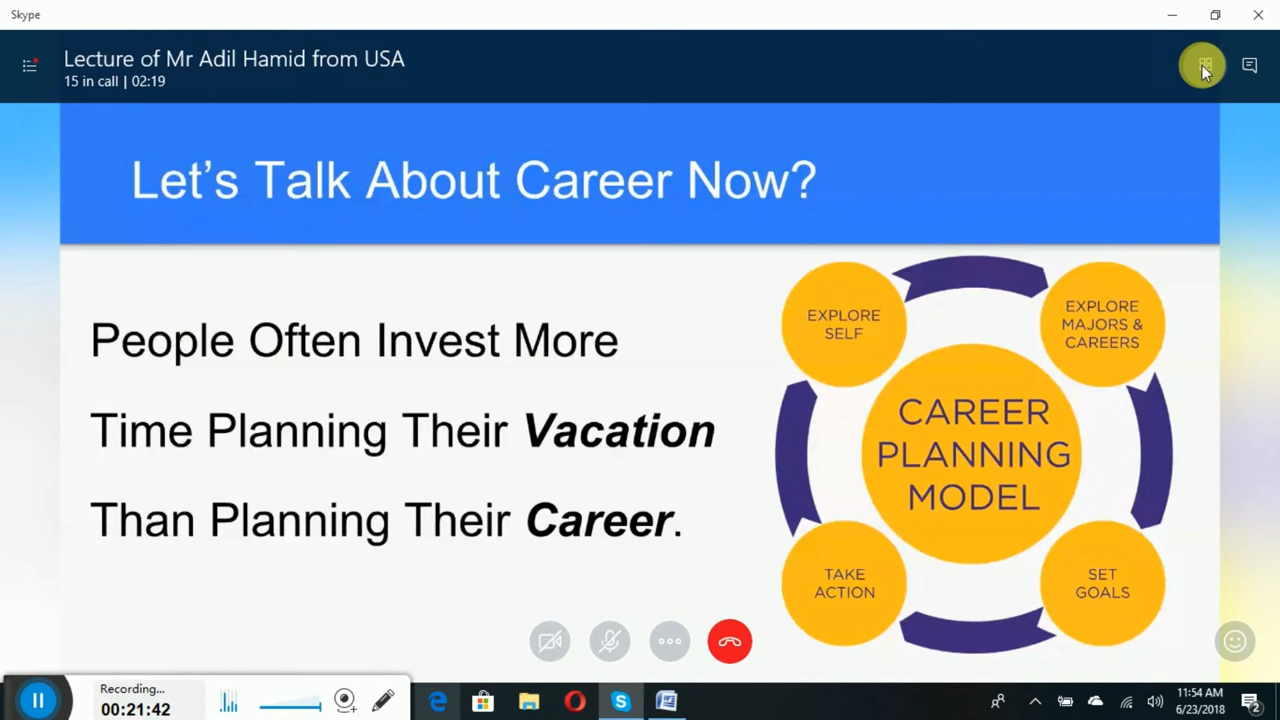 Skype
Lecture of Mr Adil Hamid from USA
15 in call | 02:19
Let's Talk About Career Now?
People Often Invest More
Time Planning Their Vacation
Than Planning Their Career.
EXPLORE
SELF
EXPLORE
MAJORS &
CAREERS
CAREER
PLANNING
MODEL
TAKE
ACTION
SET
GOALS
Recording...
00:21:42
11:54 AM
6/23/2018
2